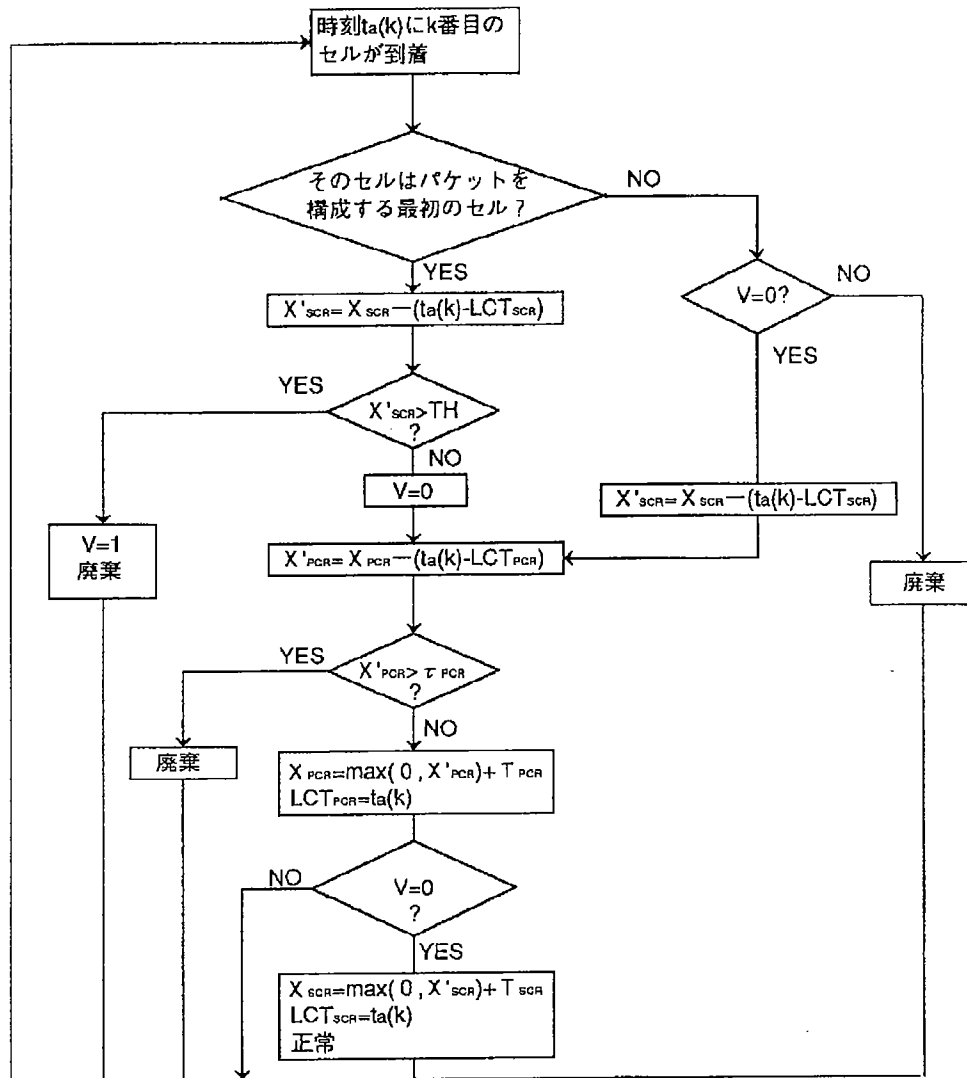 時刻ta(k)にk番目の
セルが到着
そのセルはパケットを
構成する最初のセル?
NO
YES
X'SCR=XSCR—(ta(k)-LCTSCR)
V=0?
NO
YES
YES
X'SCR>TH
?
NO
V=0
X'SCR=XSCR—(ta(k)-LCTSCR)
V=1
廃棄
X'PCR=XPCR—(ta(k)-LCTPCR)
廃棄
YES
X'PCR>τPCR
?
NO
廃棄
XPCR=max(0,X'PCR)+TPCR
LCTPCR=ta(k)
NO
V=0
?
YES
XSCR=max(0,X'SCR)+TSCR
LCTSCR=ta(k)
正常